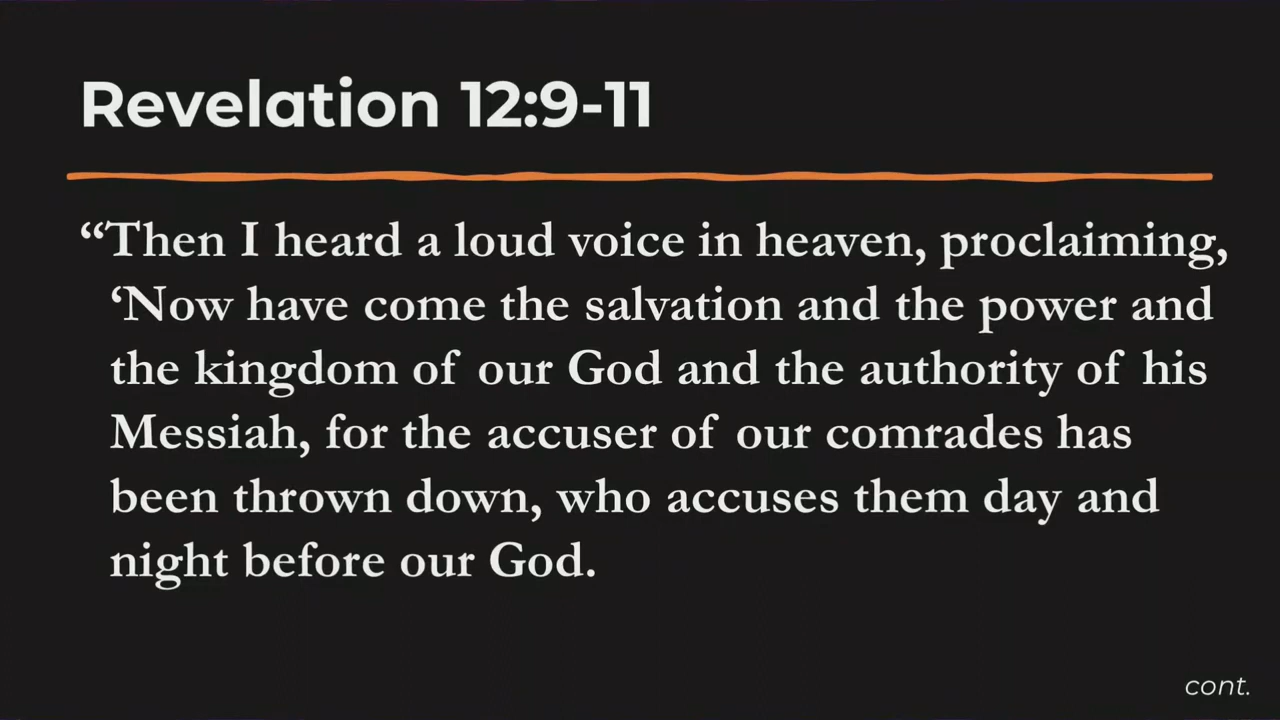 Revelation 12:9-11
“Then I heard a loud voice in heaven, proclaiming,
‘Now have come the salvation and the power and
the kingdom of our God and the authority of his
Messiah, for the accuser of our comrades has
been thrown down, who accuses them day and
night before our God.
cont.